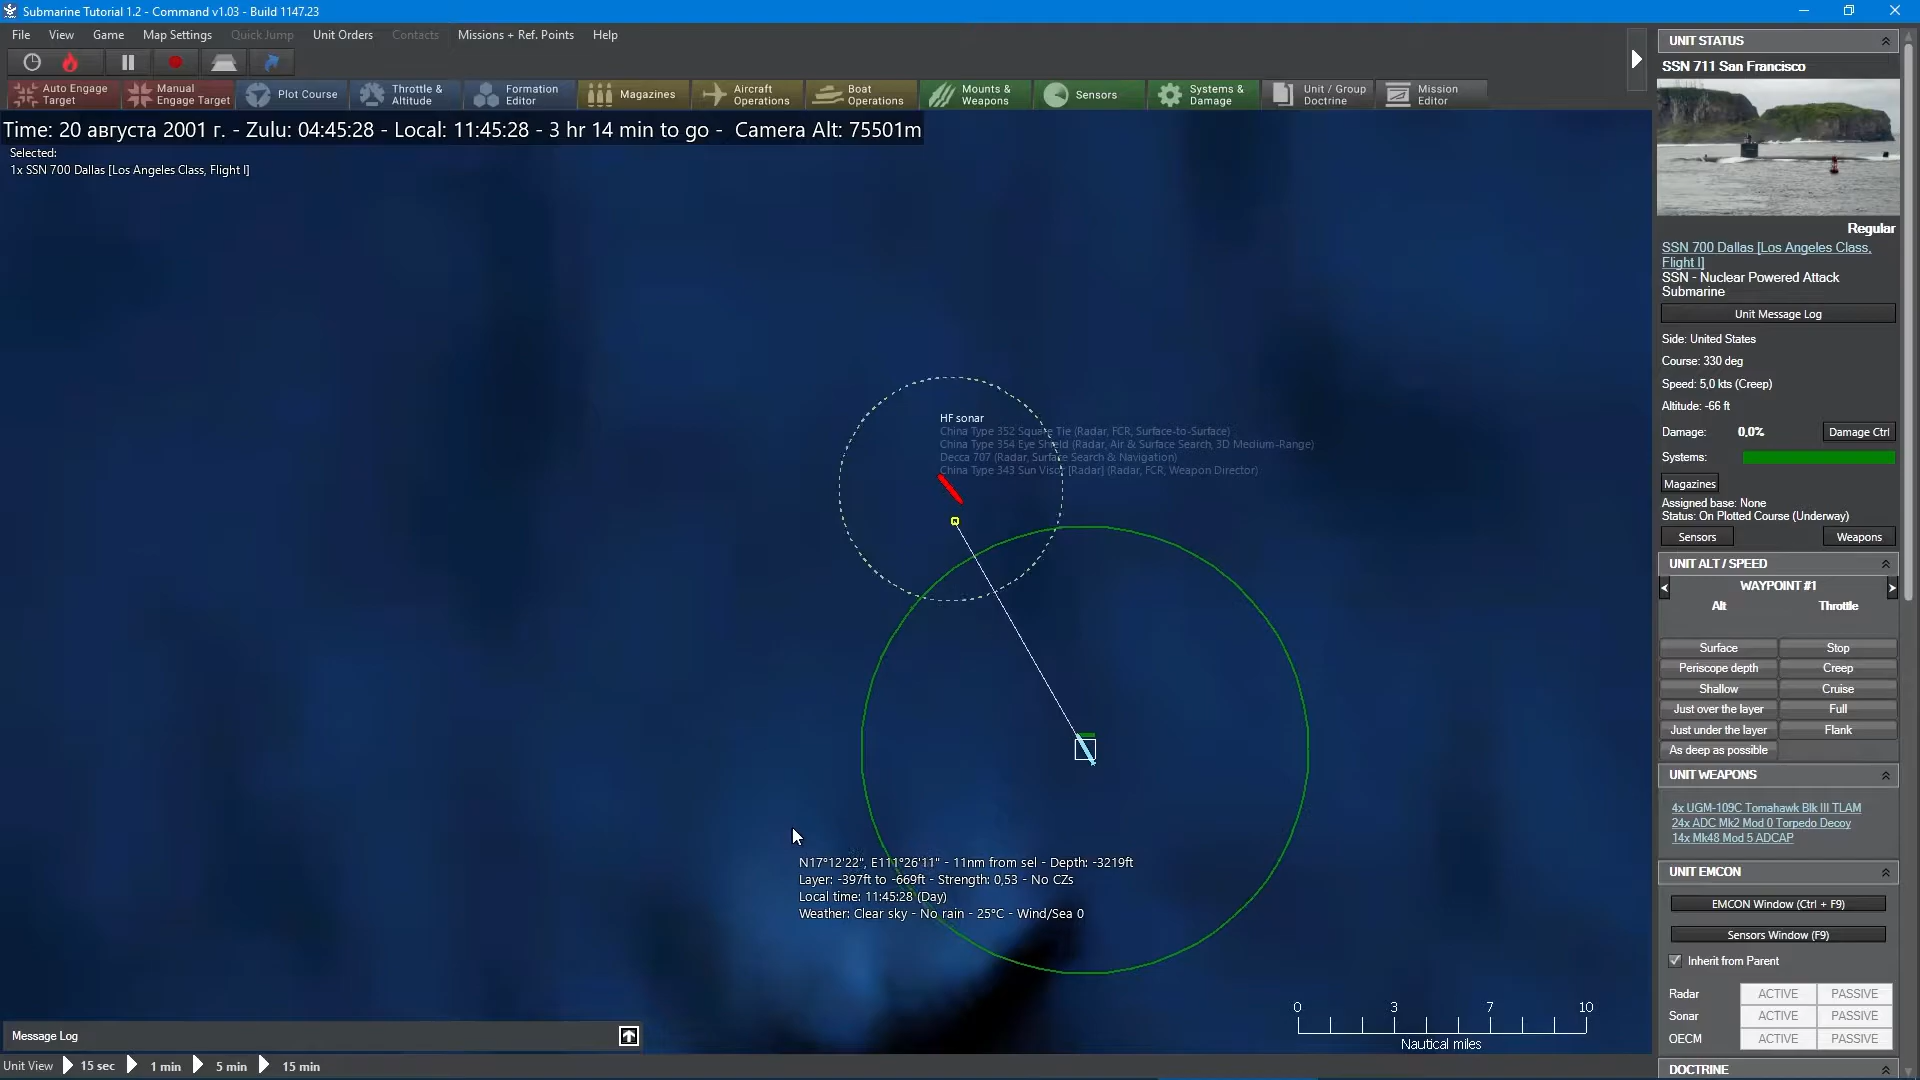 Submarine Tutorial 1.2 - Command v1.03 - Build 1147.23
File View Game Map Settings Quick Jump Unit Orders Contacts Missions + Ref. Points Help
Auto Engage Target
Manual Engage Target
Plot Course
Throttle & Altitude
Formation Editor
Magazines
Aircraft Operations
Boat Operations
Mounts & Weapons
Sensors
Systems & Damage
Unit / Group Doctrine
Mission Editor
Time: 20 августа 2001 г. - Zulu: 04:45:28 - Local: 11:45:28 - 3 hr 14 min to go - Camera Alt: 75501m
Selected:
1x SSN 700 Dallas [Los Angeles Class, Flight I]
HF sonar
China Type 352 Square Tie (Radar, FCR, Surface-to-Surface)
China Type 354 Eye Shield (Radar, Air & Surface Search, 3D Medium-Range)
Decca 707 (Radar, Surface Search & Navigation)
China Type 343 Sun Visor [Radar] (Radar, FCR, Weapon Director)
N17°12'22", E111°26'11" - 11nm from sel - Depth: -3219ft
Layer: -397ft to -669ft - Strength: 0,53 - No CZs
Local time: 11:45:28 (Day)
Weather: Clear sky - No rain - 25°C - Wind/Sea 0
0 3 7 10
Nautical miles
Message Log
Unit View 15 sec 1 min 5 min 15 min
UNIT STATUS
SSN 711 San Francisco
Regular
SSN 700 Dallas [Los Angeles Class,
Flight I]
SSN - Nuclear Powered Attack
Submarine
Unit Message Log
Side: United States
Course: 330 deg
Speed: 5,0 kts (Creep)
Altitude: -66 ft
Damage: 0,0% Damage Ctrl
Systems:
Magazines
Assigned base: None
Status: On Plotted Course (Underway)
Sensors Weapons
UNIT ALT / SPEED
< WAYPOINT #1 >
Alt Throttle
Surface Stop
Periscope depth Creep
Shallow Cruise
Just over the layer Full
Just under the layer Flank
As deep as possible
UNIT WEAPONS
4x UGM-109C Tomahawk Blk III TLAM
24x ADC Mk2 Mod 0 Torpedo Decoy
14x Mk48 Mod 5 ADCAP
UNIT EMCON
EMCON Window (Ctrl + F9)
Sensors Window (F9)
Inherit from Parent
Radar ACTIVE PASSIVE
Sonar ACTIVE PASSIVE
OECM ACTIVE PASSIVE
DOCTRINE